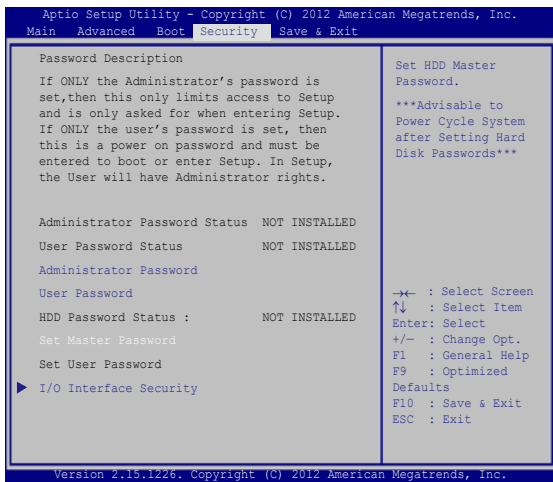 Aptio Setup Utility - Copyright (C) 2012 American Megatrends, Inc.
Main Advanced Boot Security Save & Exit
Password Description
If ONLY the Administrator's password is
set,then this only limits access to Setup
and is only asked for when entering Setup.
If ONLY the user's password is set, then
this is a power on password and must be
entered to boot or enter Setup. In Setup,
the User will have Administrator rights.
Administrator Password Status NOT INSTALLED
User Password Status NOT INSTALLED
Administrator Password
User Password
HDD Password Status : NOT INSTALLED
Set Master Password
Set User Password
I/O Interface Security
Set HDD Master
Password.
***Advisable to
Power Cycle System
after Setting Hard
Disk Passwords***
→← : Select Screen
↑↓ : Select Item
Enter: Select
+/— : Change Opt.
F1 : General Help
F9 : Optimized
Defaults
F10 : Save & Exit
ESC : Exit
Version 2.15.1226. Copyright (C) 2012 American Megatrends, Inc.